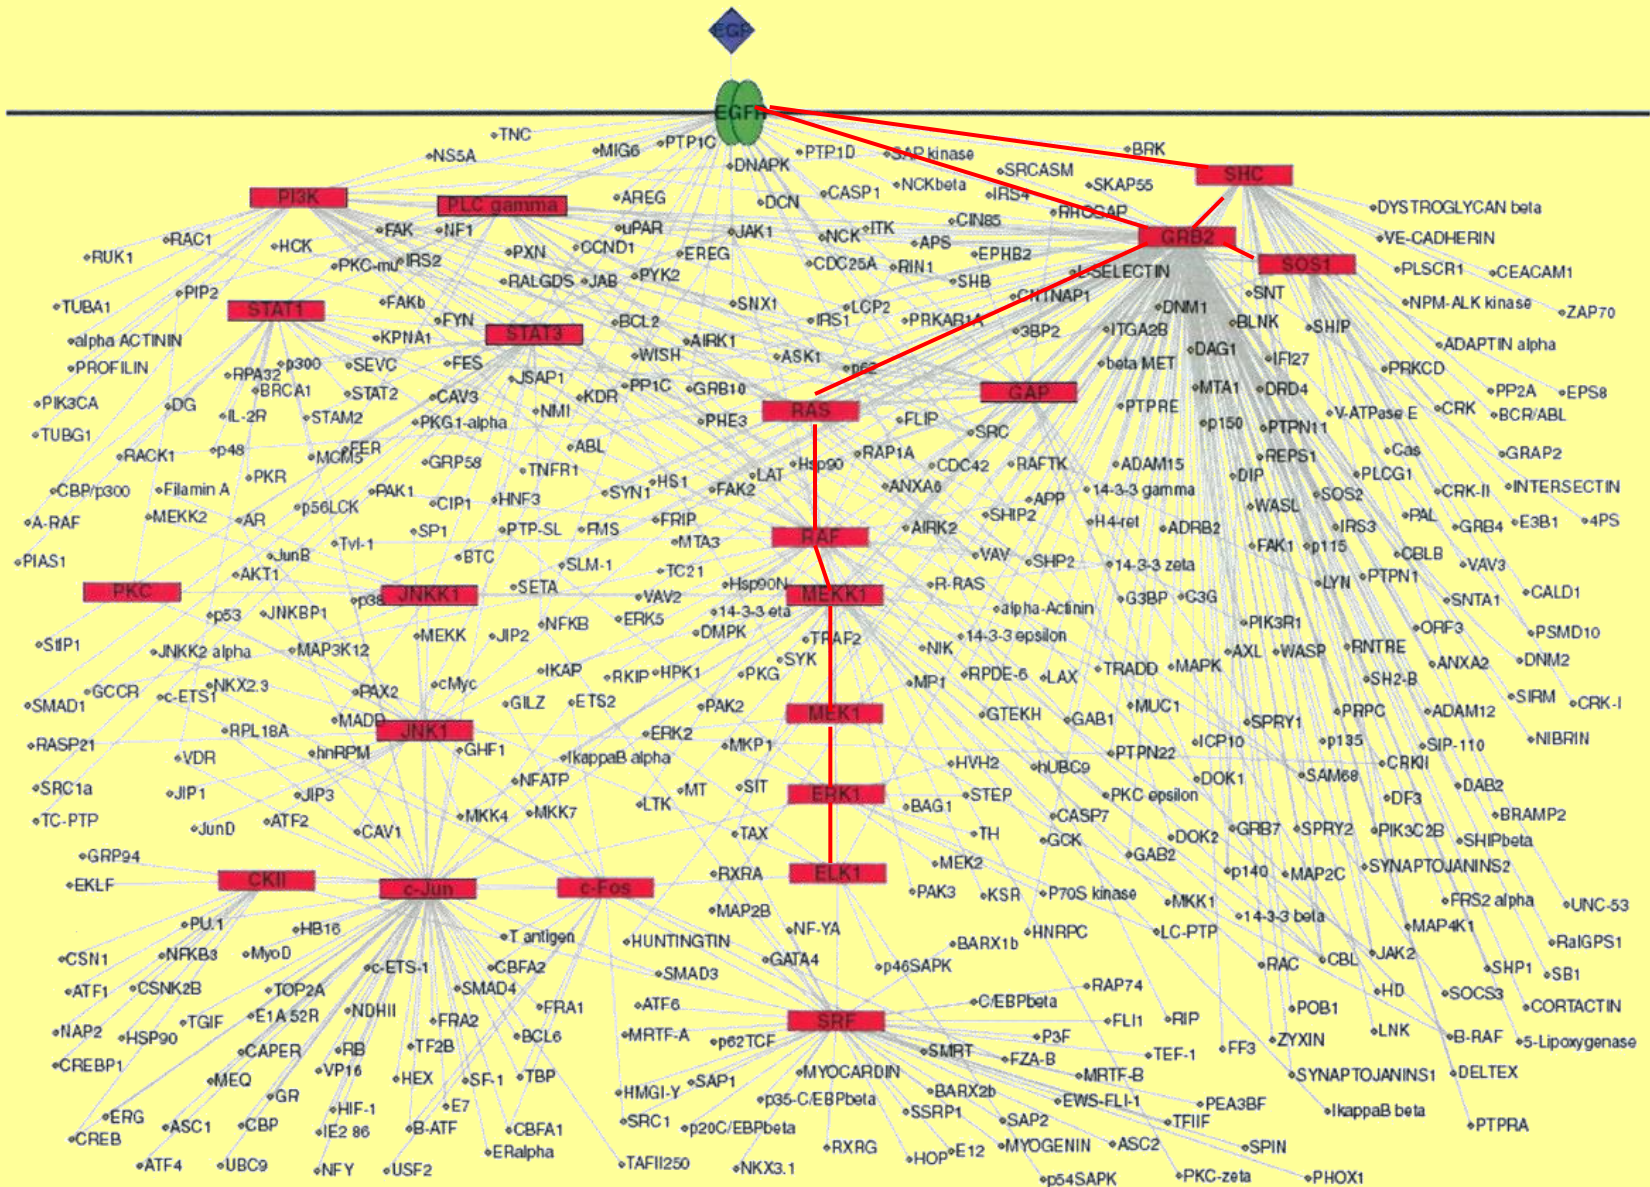 EGF
EGFR
TNC
NS5A
MIG6
PTP1C
DNAPK
PTP1D
SAP kinase
BRK
SRCASM
SHC
PI3K
PLC gamma
AREG
DCN
CASP1
NCKbeta
IRS4
SKAP55
RHOGAP
DYSTROGLYCAN beta
RUK1
RAC1
HCK
FAK
NF1
PXN
CCND1
uPAR
EREG
JAK1
NCK
ITK
APS
CIN85
EPHB2
GRB2
SOS1
VE-CADHERIN
PKC-mu
IRS2
RALGDS
JAB
PYK2
CDC25A
RIN1
SHB
L-SELECTIN
PLSCR1
CEACAM1
TUBA1
PIP2
STAT1
FAKb
FYN
SNX1
LCP2
CNTNAP1
DNM1
SNT
NPM-ALK kinase
ZAP70
alpha ACTININ
KPNA1
STAT3
BCL2
AIRK1
IRS1
PRKAR1A
3BP2
ITGA2B
BLNK
SHIP
ADAPTIN alpha
PROFILIN
RPA32
p300
SEVC
FES
WISH
ASK1
p62
beta MET
DAG1
IFI27
PRKCD
BRCA1
STAT2
CAV3
JSAP1
KDR
PP1C
GRB10
GAP
MTA1
DRD4
PP2A
EPS8
PIK3CA
DG
IL-2R
STAM2
PKG1-alpha
NMI
PHE3
RAS
FLIP
SRC
PTPRE
p150
PTPN11
V-ATPase E
CRK
BCR/ABL
TUBG1
RACK1
p48
MCM5
FER
GRP58
ABL
TNFR1
Hsp90
RAP1A
CDC42
RAFTK
ADAM15
REPS1
Cas
GRAP2
CBP/p300
Filamin A
PKR
PAK1
CIP1
HNF3
SYN1
HS1
FAK2
LAT
ANXA6
APP
14-3-3 gamma
DIP
PLCG1
SOS2
CRK-II
INTERSECTIN
A-RAF
MEKK2
AR
p56LCK
SP1
PTP-SL
FMS
FRIP
AIRK2
SHIP2
H4-ret
ADRB2
WASL
IRS3
PAL
GRB4
E3B1
4PS
PIAS1
JunB
Tvl-1
BTC
SLM-1
MTA3
RAF
VAV
SHP2
FAK1
p115
CBLB
VAV3
AKT1
TC21
14-3-3 zeta
PTPN1
PKC
p38
JNKK1
SETA
VAV2
Hsp90N
MEKK1
R-RAS
G3BP
C3G
LYN
SNTA1
CALD1
p53
JNKBP1
NFKB
ERK5
14-3-3 eta
alpha-Actinin
PIK3R1
ORF3
PSMD10
StIP1
JNKK2 alpha
MAP3K12
MEKK
JIP2
DMPK
TRAF2
NIK
14-3-3 epsilon
AXL
WASP
RNTRE
ANXA2
DNM2
GCCR
c-ETS1
NKX2.3
PAX2
cMyc
IKAP
RKIP
HPK1
PKG
SYK
MP1
RPDE-6
LAX
TRADD
MAPK
SH2-B
SIRM
CRK-I
SMAD1
RPL18A
MADD
GILZ
ETS2
PAK2
MEK1
GTEKH
GAB1
MUC1
SPRY1
PRPC
ADAM12
RASP21
VDR
hnRPM
JNK1
GHF1
IkappaB alpha
ERK2
MKP1
PTPN22
ICP10
p135
SIP-110
NIBRIN
SRC1a
JIP1
JIP3
NFATP
MT
SIT
ERK1
HVH2
STEP
hUBC9
PKC epsilon
DOK1
SAM68
CRKII
DF3
DAB2
TC-PTP
JunD
ATF2
CAV1
MKK4
MKK7
LTK
TAX
BAG1
TH
CASP7
GCK
DOK2
GRB7
SPRY2
PIK3C2B
BRAMP2
SHIPbeta
GRP94
EKLF
CKII
c-Jun
c-Fos
RXRA
ELK1
MEK2
GAB2
p140
MAP2C
SYNAPTOJANINS2
PAK3
KSR
P70S kinase
MKK1
14-3-3 beta
FRS2 alpha
UNC-53
PU.1
HB16
T antigen
MAP2B
NF-YA
HNRPC
LC-PTP
MAP4K1
RalGPS1
CSN1
NFKB3
MyoD
c-ETS-1
CBFA2
HUNTINGTIN
GATA4
p46SAPK
BARX1b
RAC
CBL
JAK2
SHP1
SB1
ATF1
CSNK2B
TOP2A
NDHII
SMAD4
FRA1
SMAD3
C/EBPbeta
RAP74
POB1
HD
SOCS3
CORTACTIN
NAP2
HSP90
TGIF
E1A 52R
FRA2
ATF6
SRF
FLI1
RIP
LNK
B-RAF
5-Lipoxygenase
CREBP1
CAPER
RB
TF2B
BCL6
MRTF-A
p62TCF
SMRT
P3F
FZA-B
TEF-1
FF3
ZYXIN
MEQ
VP16
HEX
SF-1
TBP
HMGI-Y
SAP1
MYOCARDIN
MRTF-B
SYNAPTOJANINS1
DELTEX
ERG
GR
HIF-1
E7
SRC1
p35-C/EBPbeta
BARX2b
EWS-FLI-1
PEA3BF
IkappaB beta
CREB
ASC1
CBP
IE2 86
B-ATF
CBFA1
p20C/EBPbeta
SSRP1
SAP2
TFIIF
PTPRA
ATF4
UBC9
NFY
USF2
ERalpha
TAFII250
NKX3.1
RXRG
HOP
E12
MYOGENIN
ASC2
SPIN
p54SAPK
PKC-zeta
PHOX1